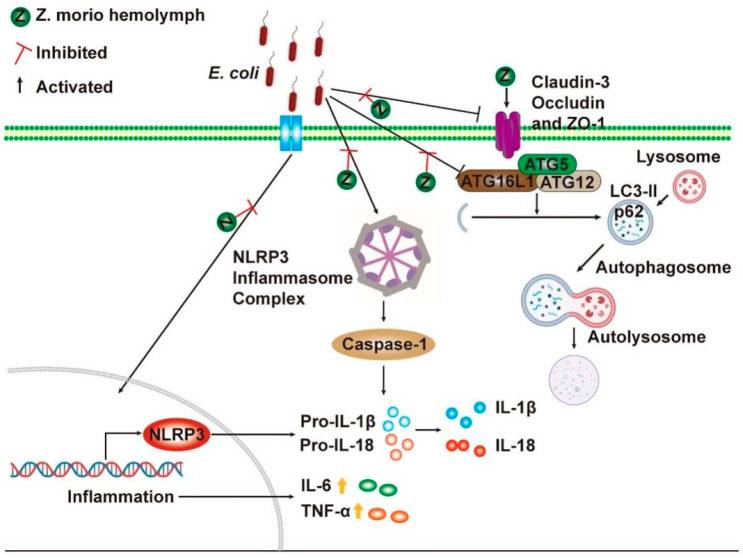 Z Z. morio hemolymph
Inhibited
Activated
E. coli
Z
Z
Z
Z
Z
Claudin-3
Occludin
and ZO-1
ATG5
ATG16L1
ATG12
Lysosome
LC3-II
p62
Autophagosome
Autolysosome
NLRP3
Inflammasome
Complex
Caspase-1
NLRP3
Pro-IL-1β
Pro-IL-18
IL-1β
IL-18
Inflammation
IL-6
TNF-α